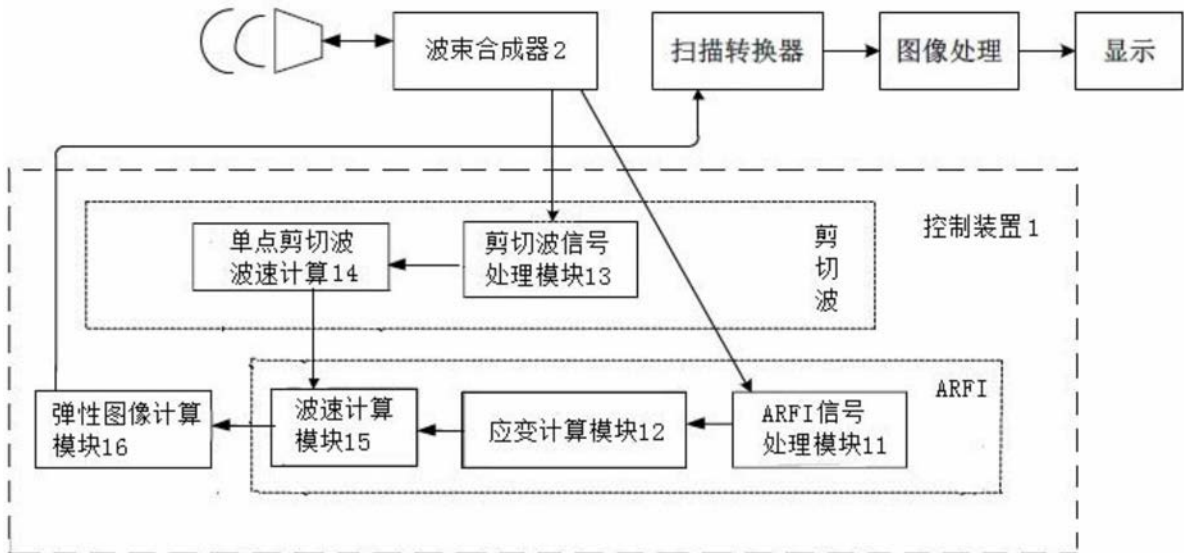 波束合成器2
扫描转换器
图像处理
显示
控制装置1
单点剪切波
波速计算14
剪切波信号
处理模块13
剪
切
波
ARFI
弹性图像计算
模块16
波速计算
模块15
应变计算模块12
ARFI信号
处理模块11